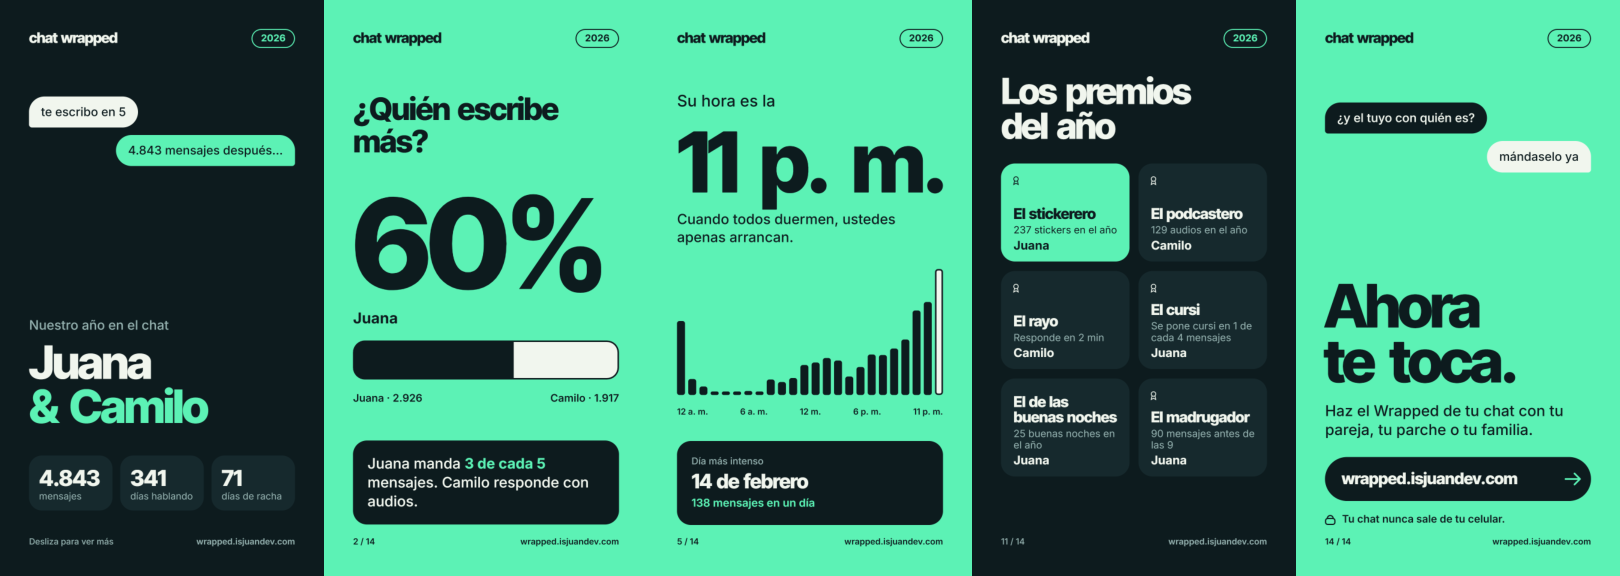 chat wrapped
2026
te escribo en 5
4.843 mensajes después...
Nuestro año en el chat
Juana
& Camilo
4.843
mensajes
341
días hablando
71
días de racha
Desliza para ver más
wrapped.isjuandev.com
chat wrapped
2026
¿Quién escribe
más?
60%
Juana
Juana · 2.926
Camilo · 1.917
Juana manda 3 de cada 5
mensajes. Camilo responde con
audios.
2 / 14
wrapped.isjuandev.com
chat wrapped
2026
Su hora es la
11 p. m.
Cuando todos duermen, ustedes
apenas arrancan.
12 a. m.
6 a. m.
12 m.
6 p. m.
11 p. m.
Día más intenso
14 de febrero
138 mensajes en un día
5 / 14
wrapped.isjuandev.com
chat wrapped
2026
Los premios
del año
El stickerero
237 stickers en el año
Juana
El podcastero
129 audios en el año
Camilo
El rayo
Responde en 2 min
Camilo
El cursi
Se pone cursi en 1 de
cada 4 mensajes
Juana
El de las
buenas noches
25 buenas noches en
el año
Juana
El madrugador
90 mensajes antes de
las 9
Juana
11 / 14
wrapped.isjuandev.com
chat wrapped
2026
¿y el tuyo con quién es?
mándaselo ya
Ahora
te toca.
Haz el Wrapped de tu chat con tu
pareja, tu parche o tu familia.
wrapped.isjuandev.com
Tu chat nunca sale de tu celular.
14 / 14
wrapped.isjuandev.com